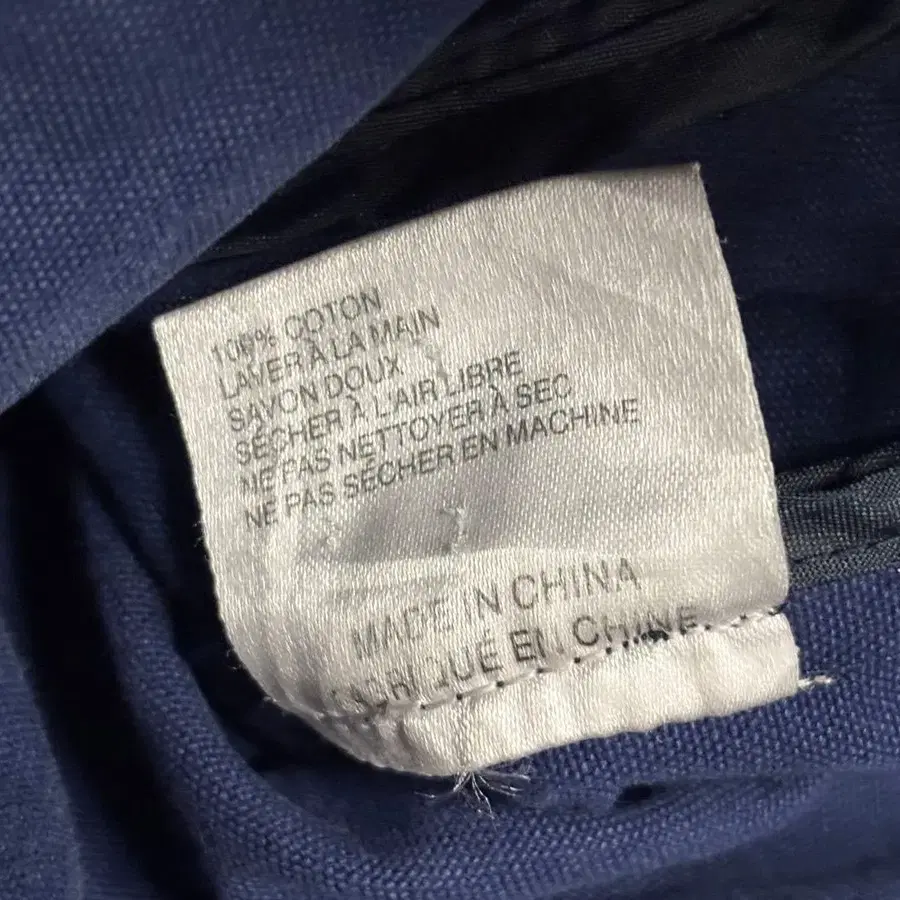 100% COTON
LAVER À LA MAIN
SAVON DOUX
SÉCHER À L'AIR LIBRE
NE PAS NETTOYER À SEC
NE PAS SÉCHER EN MACHINE
MADE IN CHINA
FABRIQUÉ EN CHINE